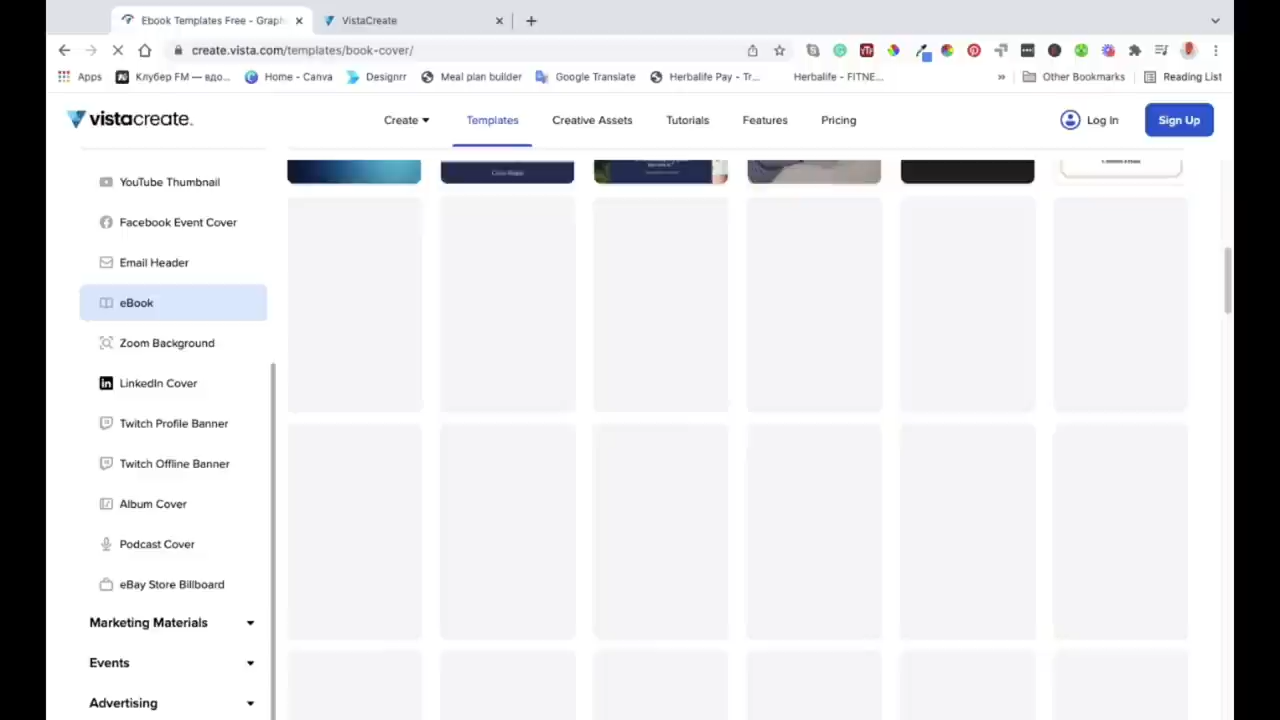 Ebook Templates Free - Graph
VistaCreate
create.vista.com/templates/book-cover/
Apps
Клубер FM — вдо...
Home - Canva
Designrr
Meal plan builder
Google Translate
Herbalife Pay - Tr...
Herbalife - FITNE...
»
Other Bookmarks
Reading List
vistacreate.
Create
Templates
Creative Assets
Tutorials
Features
Pricing
Log In
Sign Up
YouTube Thumbnail
Facebook Event Cover
Email Header
eBook
Zoom Background
LinkedIn Cover
Twitch Profile Banner
Twitch Offline Banner
Album Cover
Podcast Cover
eBay Store Billboard
Marketing Materials
Events
Advertising